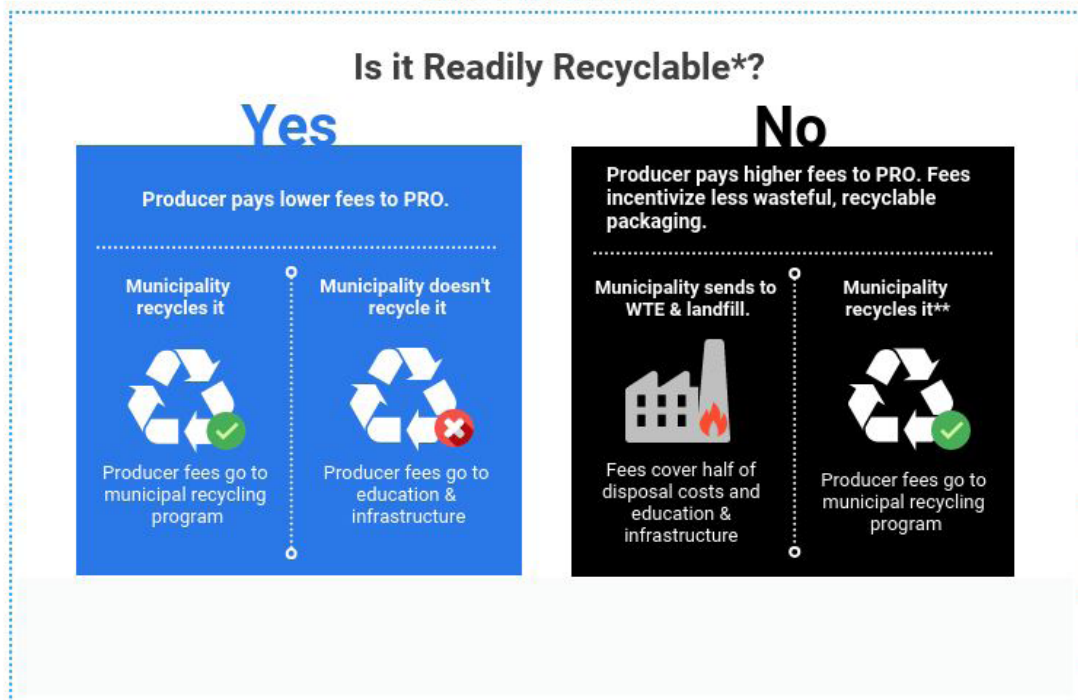 Is it Readily Recyclable*?
Yes
Producer pays lower fees to PRO.
Municipality
recycles it
Producer fees go to
municipal recycling
program
Municipality doesn't
recycle it
Producer fees go to
education &
infrastructure
No
Producer pays higher fees to PRO. Fees
incentivize less wasteful, recyclable
packaging.
Municipality sends to
WTE & landfill.
Fees cover half of
disposal costs and
education &
infrastructure
Municipality
recycles it**
Producer fees go to
municipal recycling
program